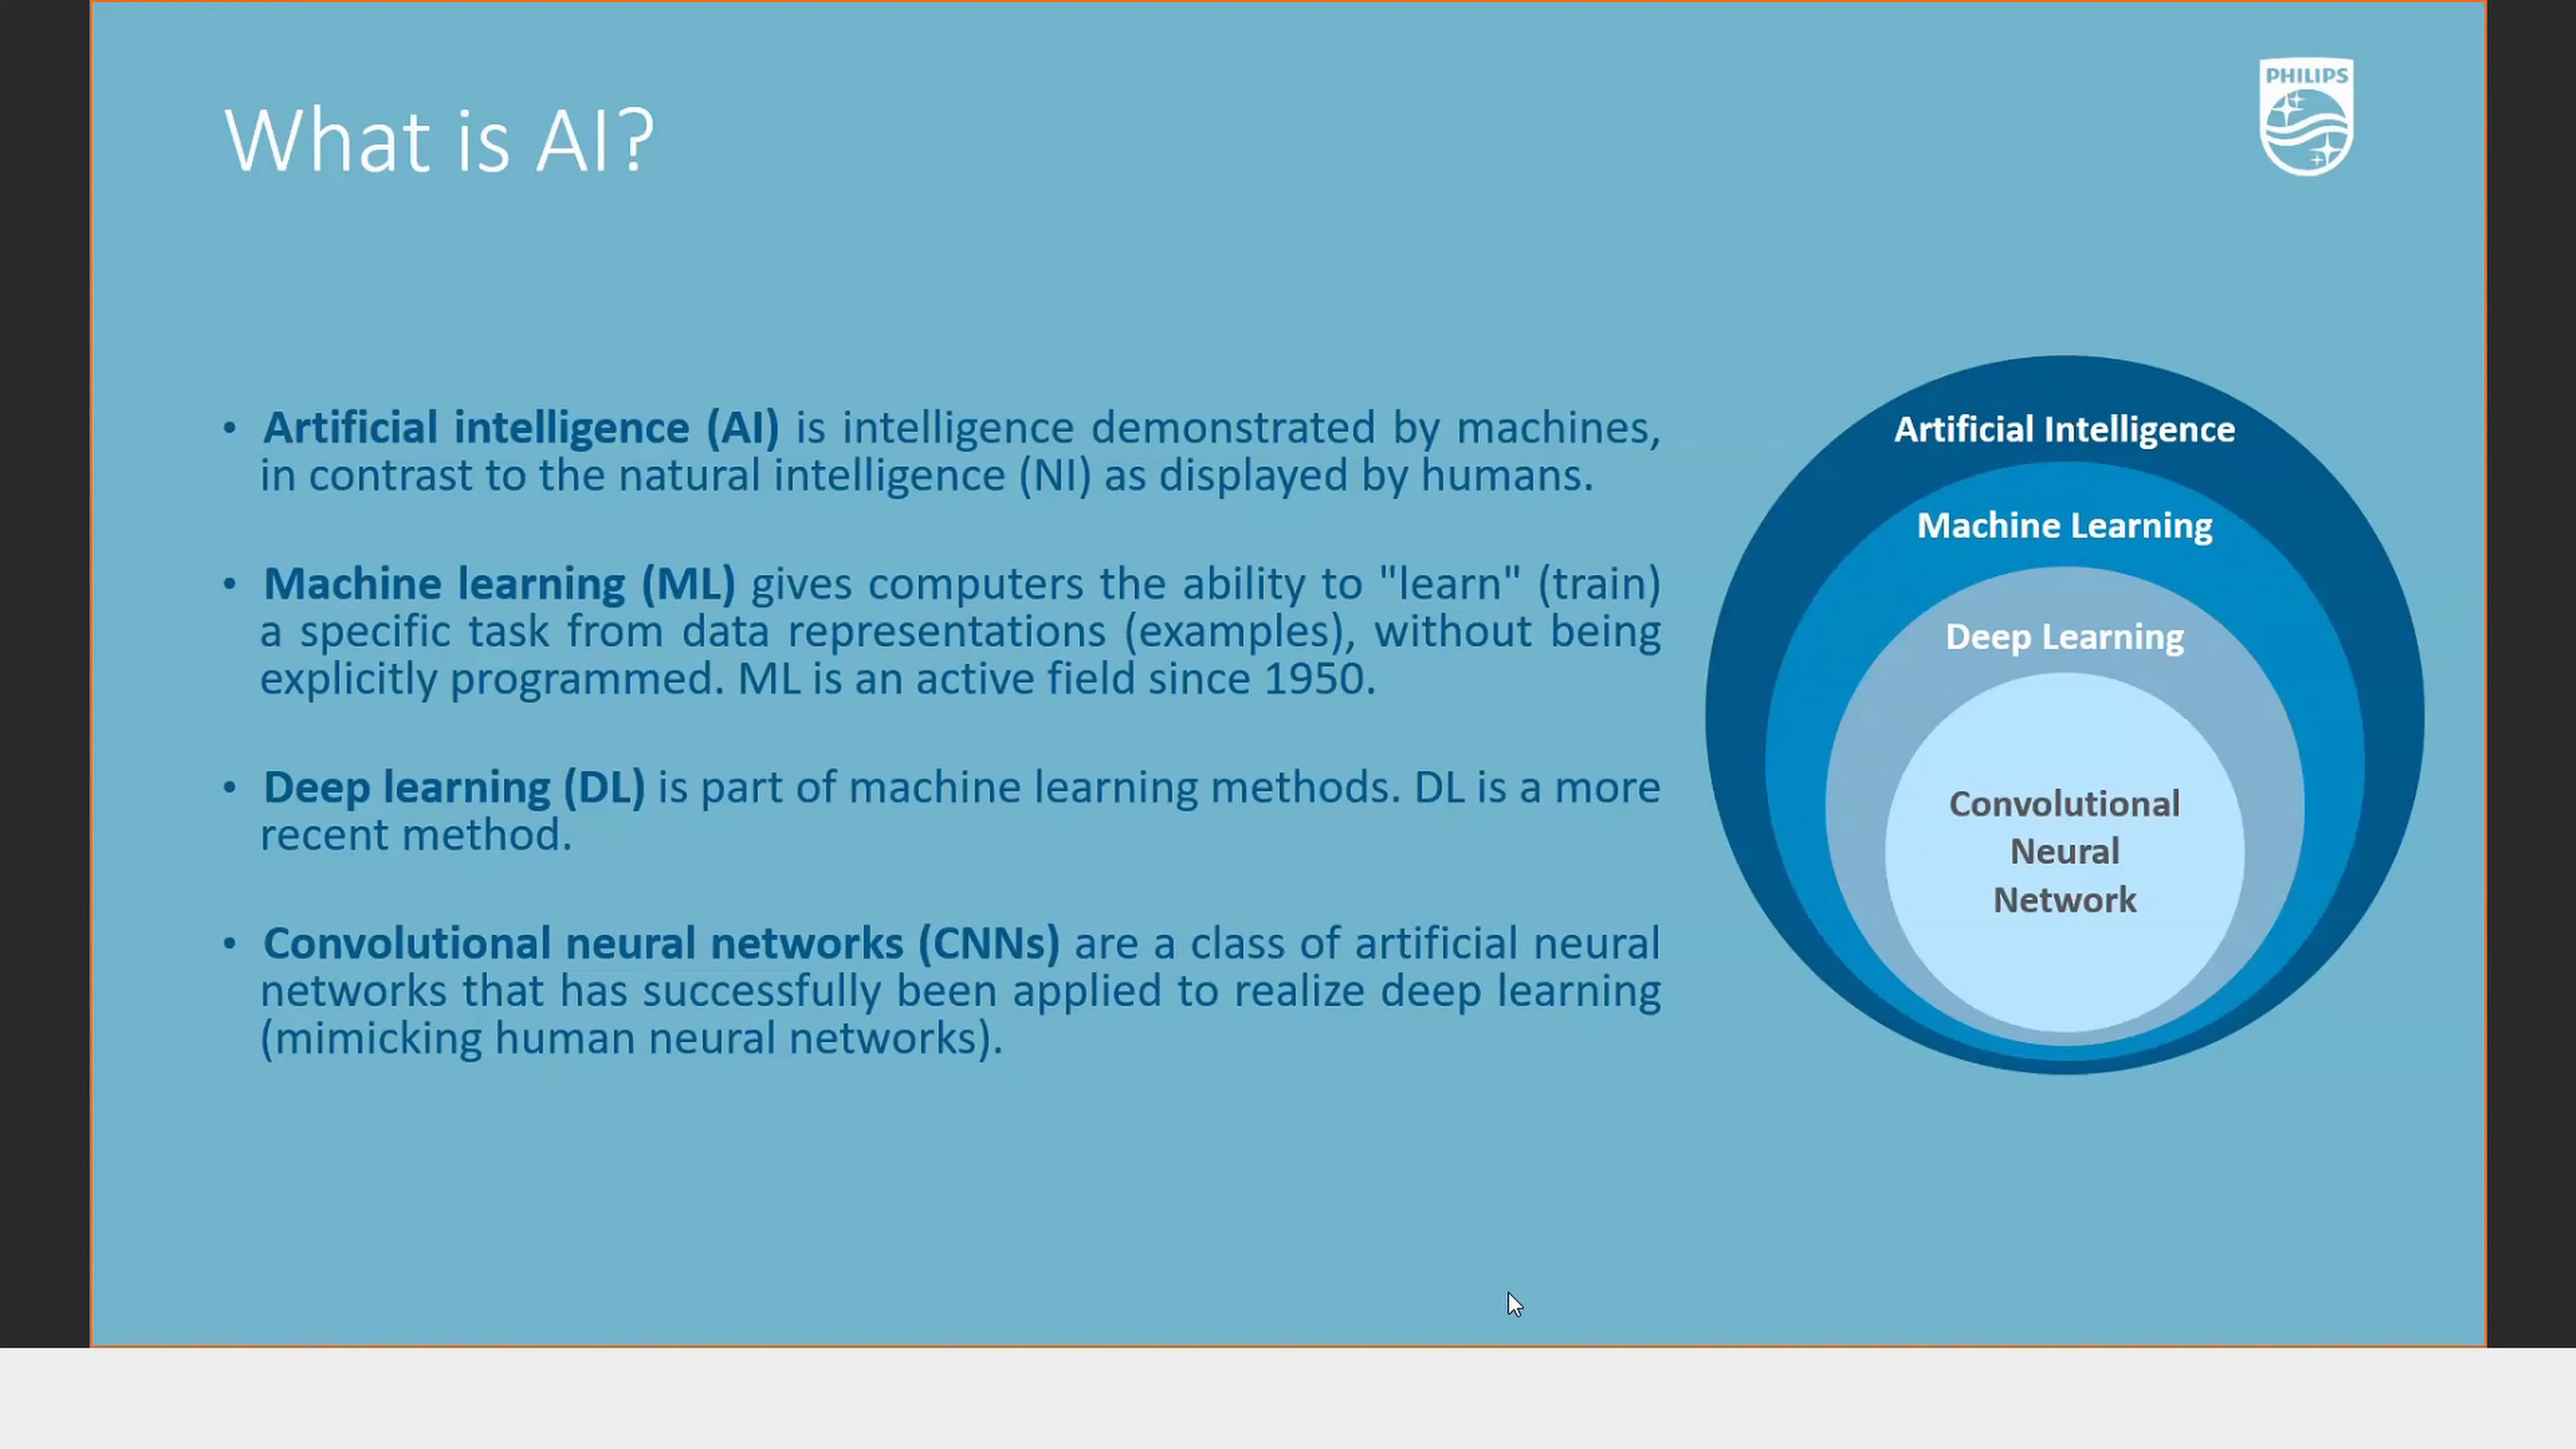 What is AI?
PHILIPS
• Artificial intelligence (AI) is intelligence demonstrated by machines,
in contrast to the natural intelligence (NI) as displayed by humans.
• Machine learning (ML) gives computers the ability to "learn" (train)
a specific task from data representations (examples), without being
explicitly programmed. ML is an active field since 1950.
• Deep learning (DL) is part of machine learning methods. DL is a more
recent method.
• Convolutional neural networks (CNNs) are a class of artificial neural
networks that has successfully been applied to realize deep learning
(mimicking human neural networks).
Artificial Intelligence
Machine Learning
Deep Learning
Convolutional
Neural
Network